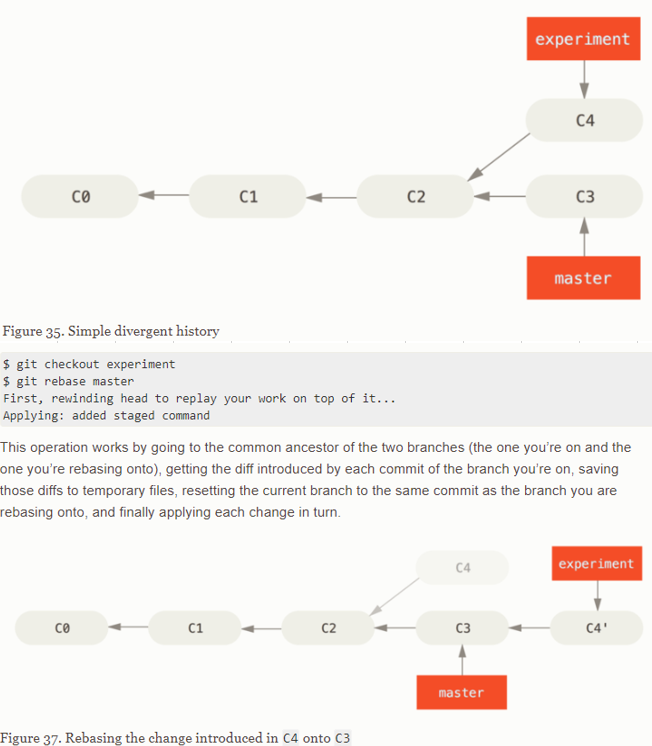 experiment
C4
C0
C1
C2
C3
master
Figure 35. Simple divergent history
$ git checkout experiment
$ git rebase master
First, rewinding head to replay your work on top of it...
Applying: added staged command
This operation works by going to the common ancestor of the two branches (the one you’re on and the
one you’re rebasing onto), getting the diff introduced by each commit of the branch you’re on, saving
those diffs to temporary files, resetting the current branch to the same commit as the branch you are
rebasing onto, and finally applying each change in turn.
C4
experiment
C0
C1
C2
C3
C4'
master
Figure 37. Rebasing the change introduced in C4 onto C3